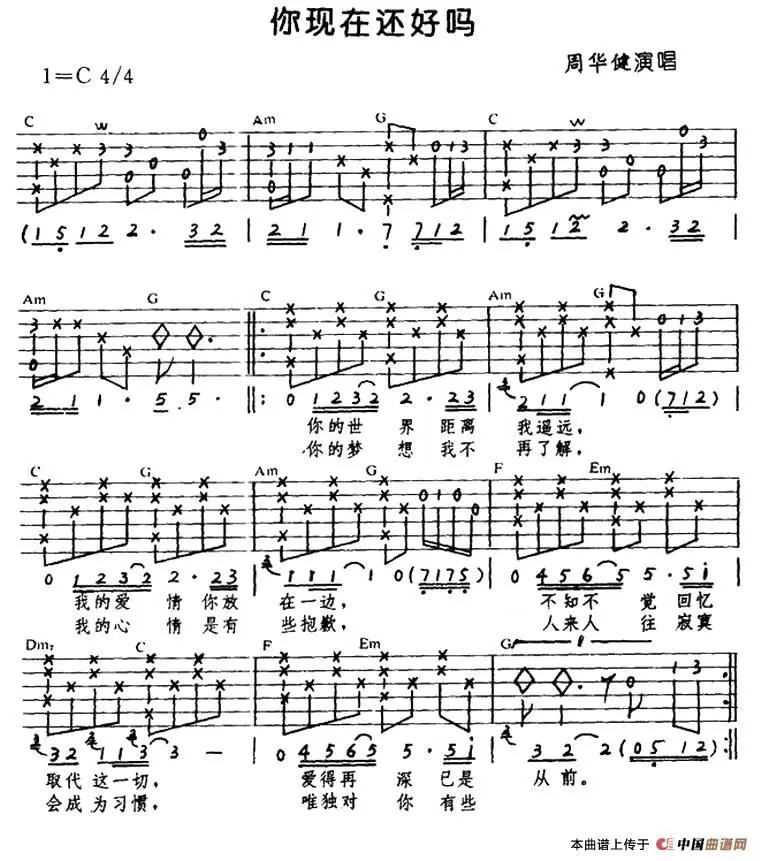 你现在还好吗
1=C 4/4
周华健演唱
C Am G C
(1 5 1 2 2 · 3 2 | 2 1 1 · 7 7 1 2 | 1 5 1 2 2 · 3 2 |
Am G C G Am G
2 1 1 · 5 5 · ‖: 0 1 2 3 2 2 · 2 3 | 2 1 1 1 0 (7 1 2) |
你的世 界 距离 我遥远,
你的梦 想 我不 再了解,
C G Am G F Em
0 1 2 3 2 2 · 2 3 | 1 1 1 1 0 (7 1 7 5) | 0 4 5 6 5 5 · 5 i |
我的爱 情 你放 在一边, 不知不 觉 回忆
我的心 情 是有 些抱歉, 人来人 往 寂寞
Dm7 C F Em G
3 2 1 1 3 3 — | 0 4 5 6 5 5 · 5 i | 3 2 2 (0 5 1 2) :‖
取代 这一切, 爱得再 深 已是 从 前。
会成 为习惯, 唯独对 你 有些
本曲谱上传于 中国曲谱网